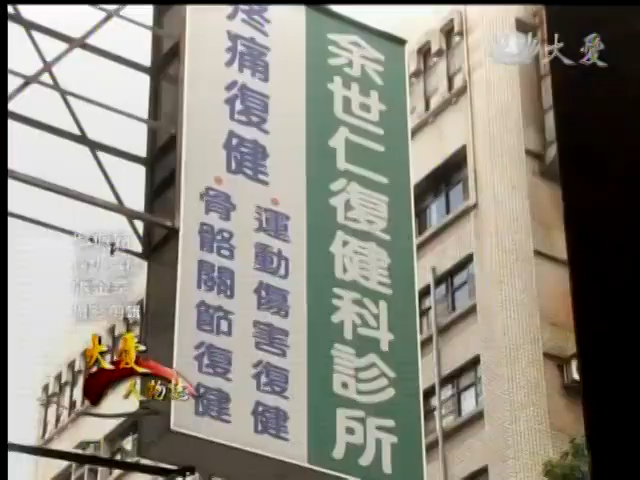 余世仁復健科診所
疼痛復健
運動傷害復健
骨骼關節復健
大愛
大愛
人物誌